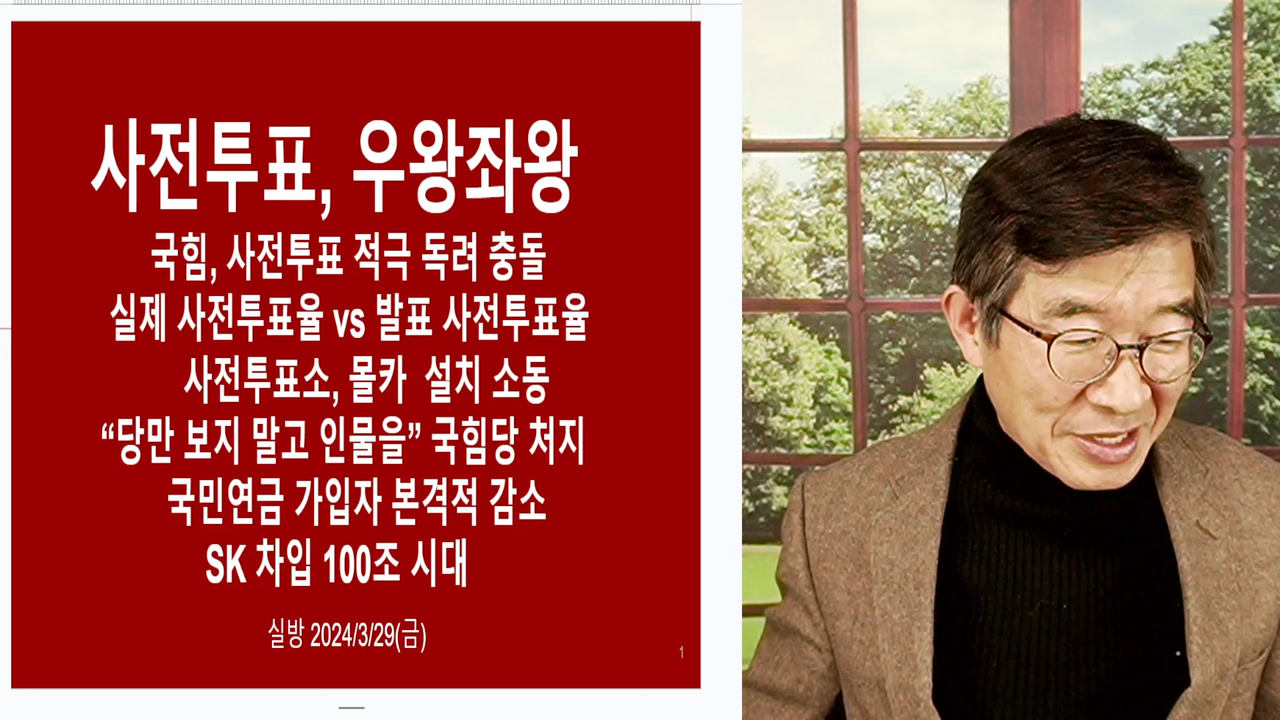 사전투표, 우왕좌왕
국힘, 사전투표 적극 독려 충돌
실제 사전투표율 vs 발표 사전투표율
사전투표소, 몰카 설치 소동
“당만 보지 말고 인물을” 국힘당 처지
국민연금 가입자 본격적 감소
SK 차입 100조 시대
실방 2024/3/29(금)
1